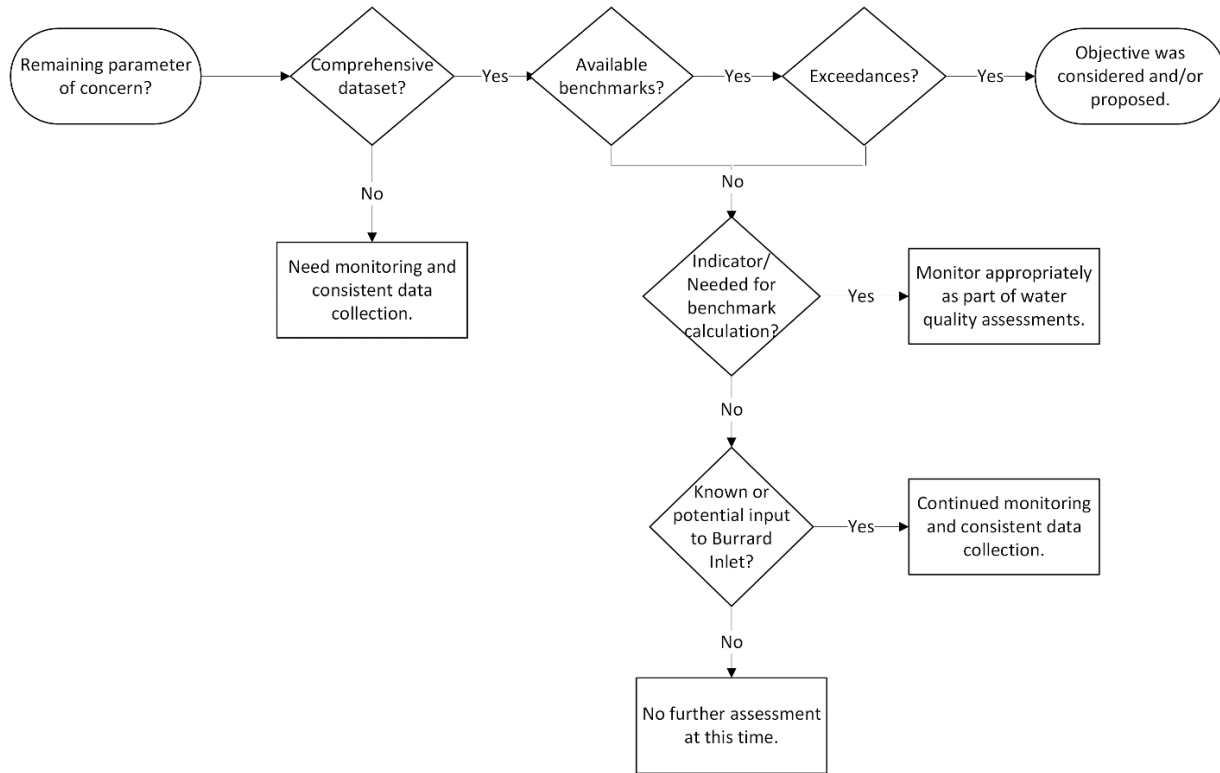 Remaining parameter
of concern?
Comprehensive
dataset?
Yes
Available
benchmarks?
Yes
Exceedances?
Yes
Objective was
considered and/or
proposed.
No
Need monitoring and
consistent data
collection.
No
Indicator/
Needed for
benchmark
calculation?
Yes
Monitor appropriately
as part of water
quality assessments.
No
Known or
potential input
to Burrard
Inlet?
Yes
Continued monitoring
and consistent data
collection.
No
No further assessment
at this time.